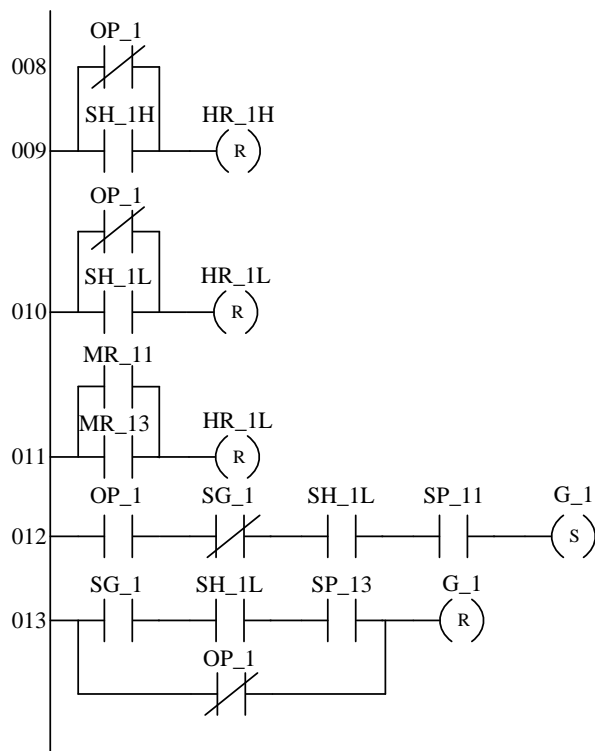 OP_1
008
SH_1H HR_1H
009 R
OP_1
SH_1L HR_1L
010 R
MR_11
MR_13 HR_1L
011 R
OP_1 SG_1 SH_1L SP_11 G_1
012 S
SG_1 SH_1L SP_13 G_1
013 R
OP_1